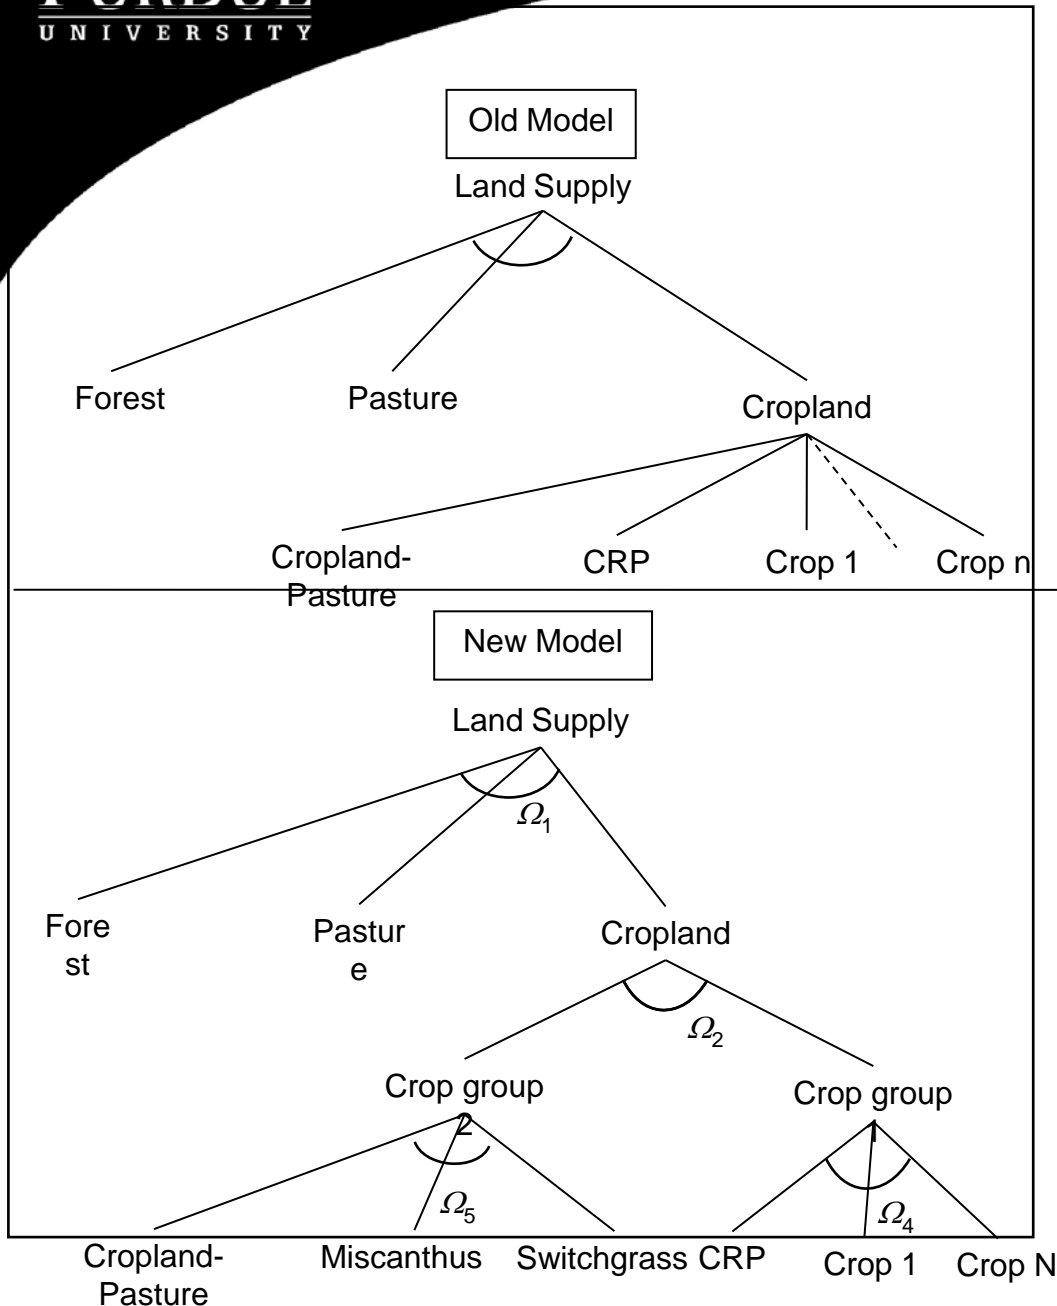 PURDUE
UNIVERSITY
Old Model
Land Supply
Forest
Pasture
Cropland
Cropland-
Pasture
CRP
Crop 1
Crop n
New Model
Land Supply
Ω1
Fore
st
Pastur
e
Cropland
Ω2
Crop group
2
Crop group
1
Ω5
Ω4
Cropland-
Pasture
Miscanthus
Switchgrass
CRP
Crop 1
Crop N